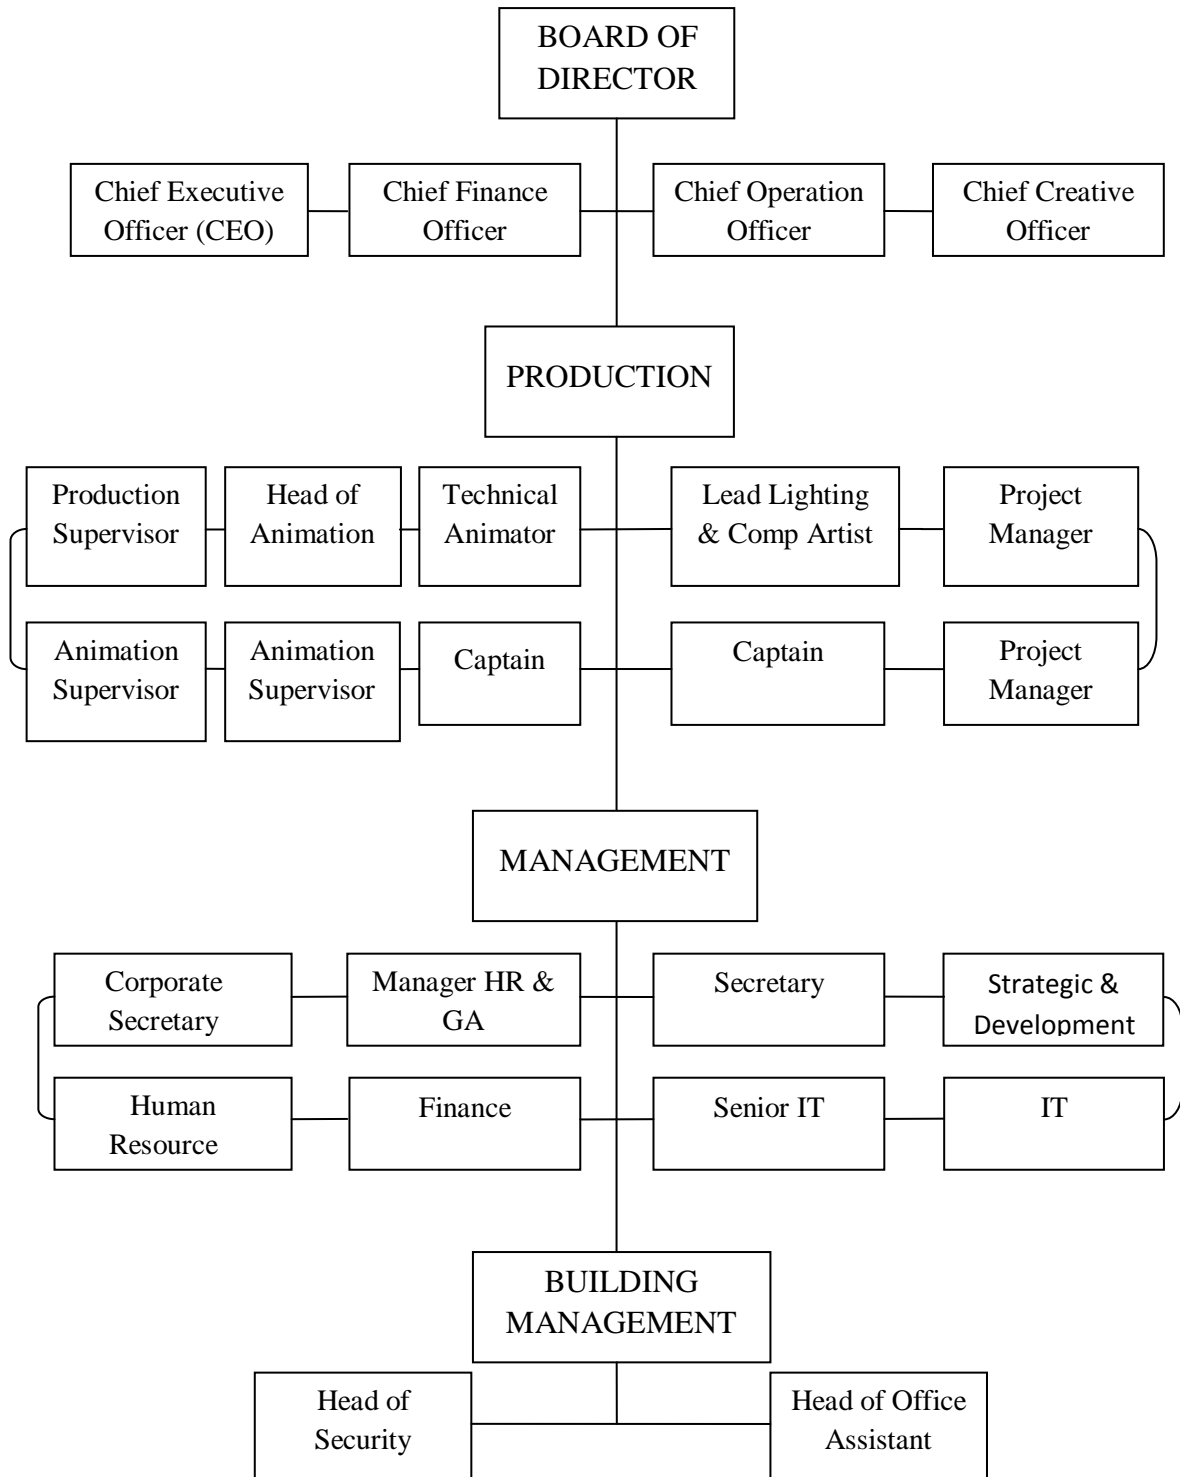 BOARD OF
DIRECTOR
Chief Executive
Officer (CEO)
Chief Finance
Officer
Chief Operation
Officer
Chief Creative
Officer
PRODUCTION
Production
Supervisor
Head of
Animation
Technical
Animator
Lead Lighting
& Comp Artist
Project
Manager
Animation
Supervisor
Animation
Supervisor
Captain
Captain
Project
Manager
MANAGEMENT
Corporate
Secretary
Manager HR &
GA
Secretary
Strategic &
Development
Human
Resource
Finance
Senior IT
IT
BUILDING
MANAGEMENT
Head of
Security
Head of Office
Assistant